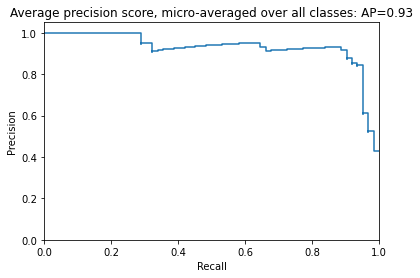 Average precision score, micro-averaged over all classes: AP=0.93
1.0
0.8
0.6
0.4
0.2
0.0
Precision
0.0 0.2 0.4 0.6 0.8 1.0
Recall